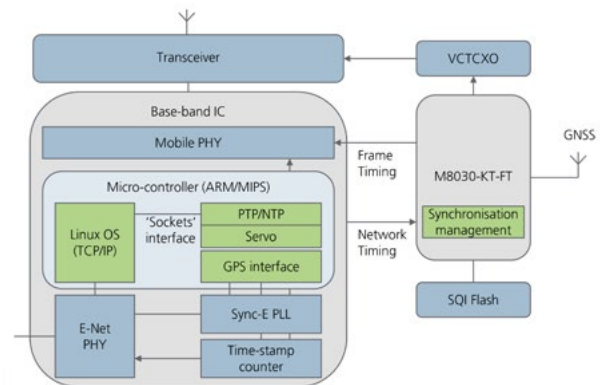 Transceiver
VCTCXO
Base-band IC
Mobile PHY
Frame
Timing
M8030-KT-FT
GNSS
Micro-controller (ARM/MIPS)
Linux OS
(TCP/IP)
'Sockets'
interface
PTP/NTP
Servo
GPS interface
Network
Timing
Synchronisation
management
E-Net
PHY
Sync-E PLL
Time-stamp
counter
SQI Flash